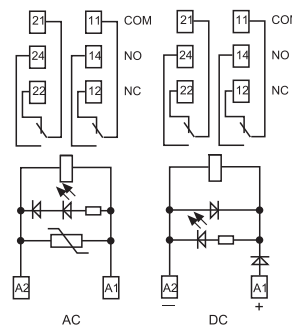 21 11 COM 21 11 COM
24 14 NO 24 14 NO
22 12 NC 22 12 NC
A2 A1 A2 A1
— +
AC DC